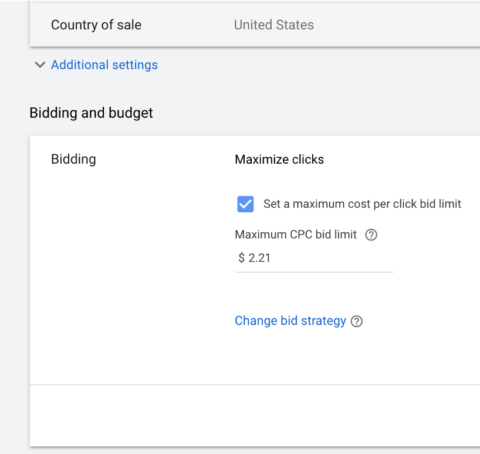 Country of sale United States
Additional settings
Bidding and budget
Bidding Maximize clicks
Set a maximum cost per click bid limit
Maximum CPC bid limit ?
$ 2.21
Change bid strategy ?